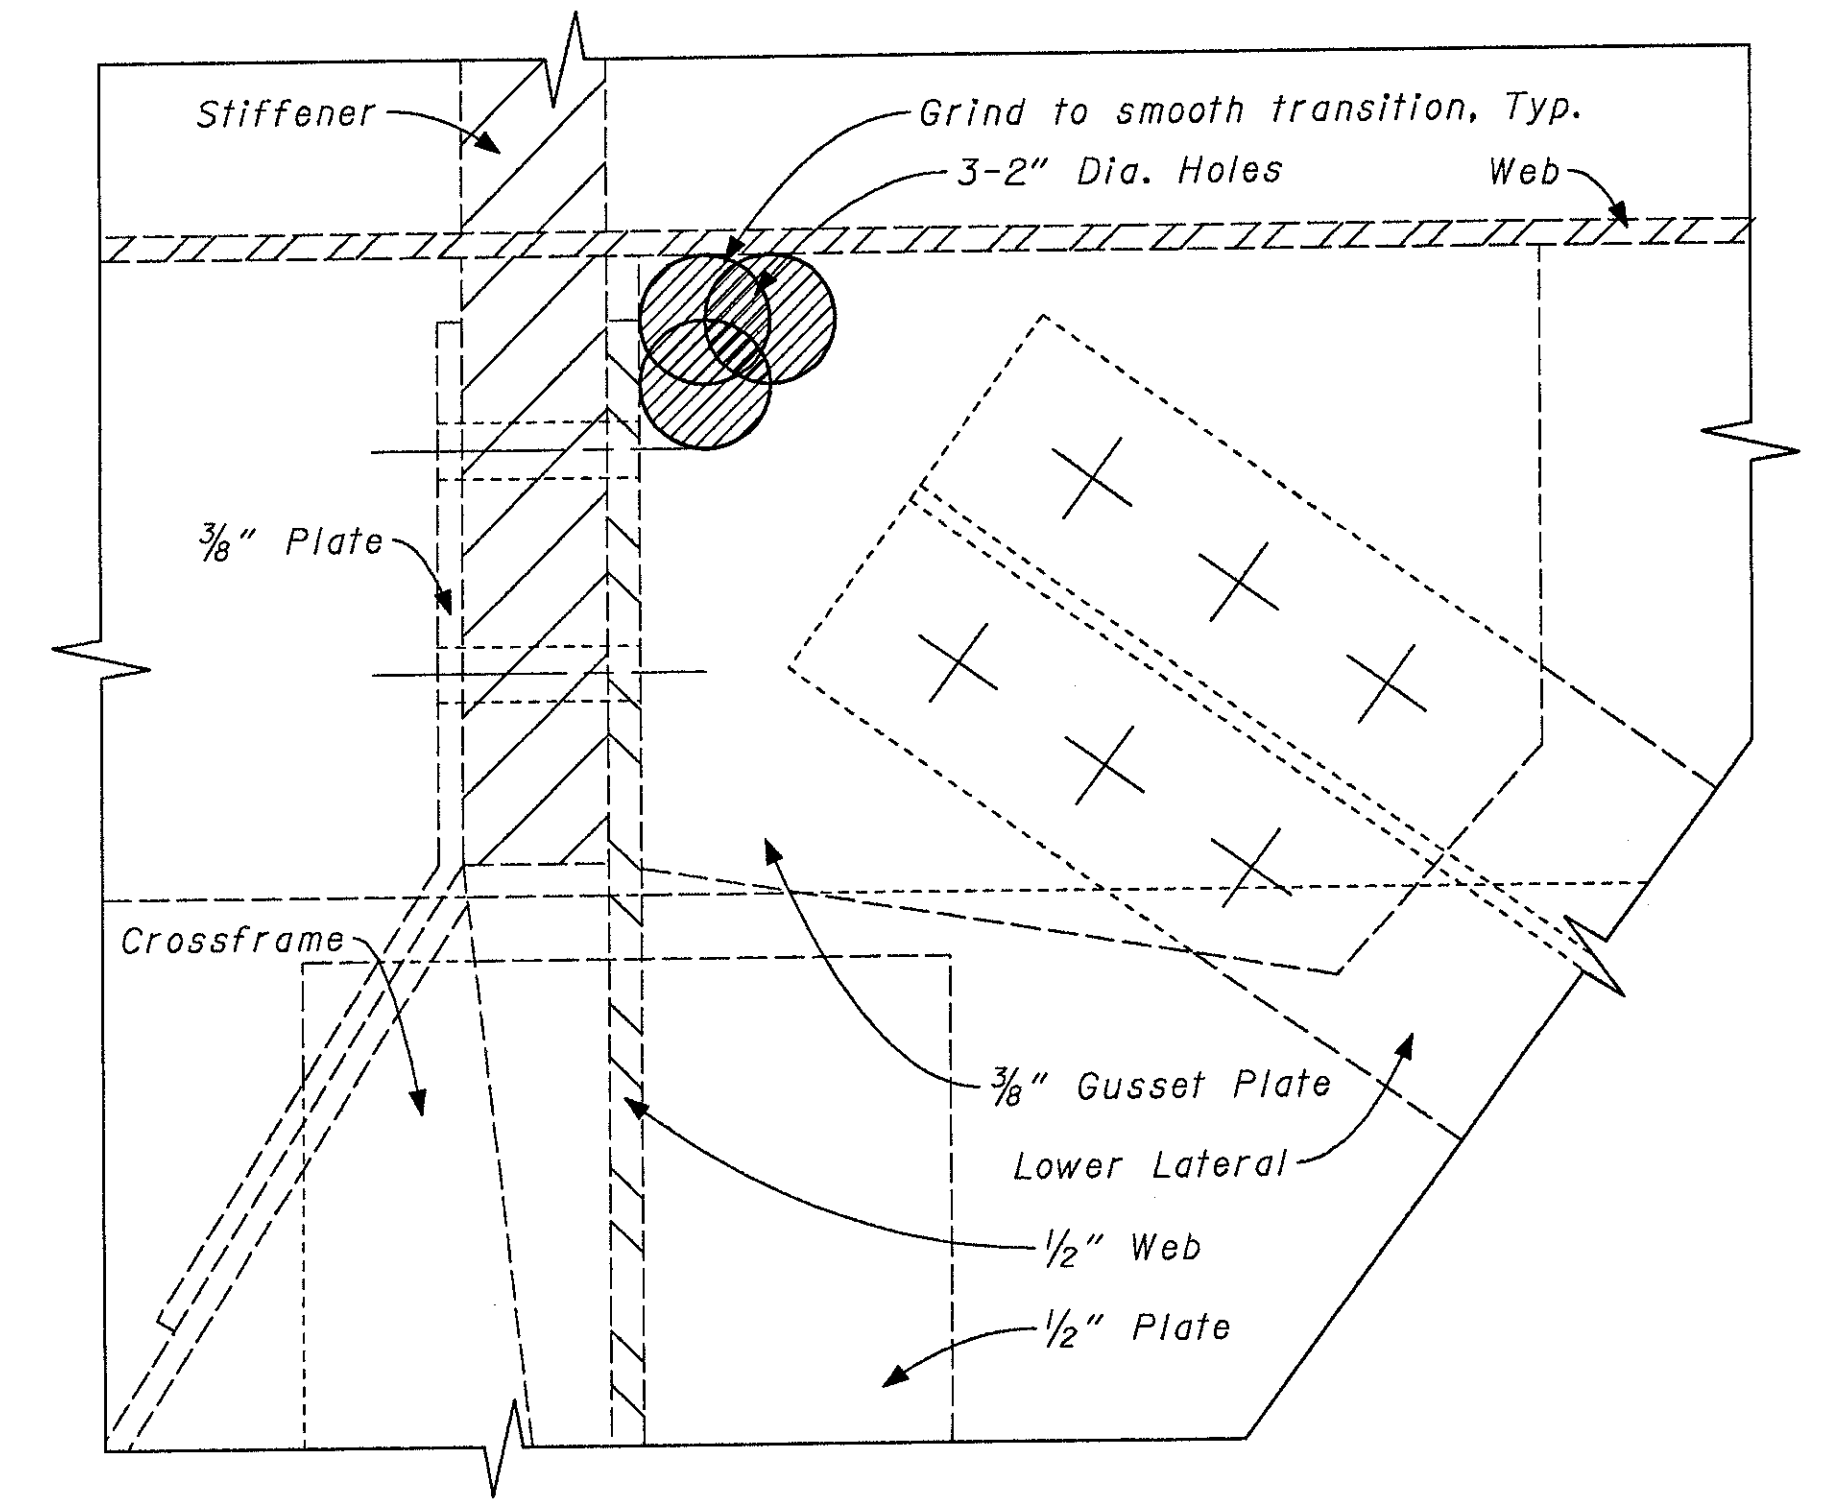 Stiffener
Grind to smooth transition, Typ.
3-2" Dia. Holes
Web
3/8" Plate
Crossframe
3/8" Gusset Plate
Lower Lateral
1/2" Web
1/2" Plate